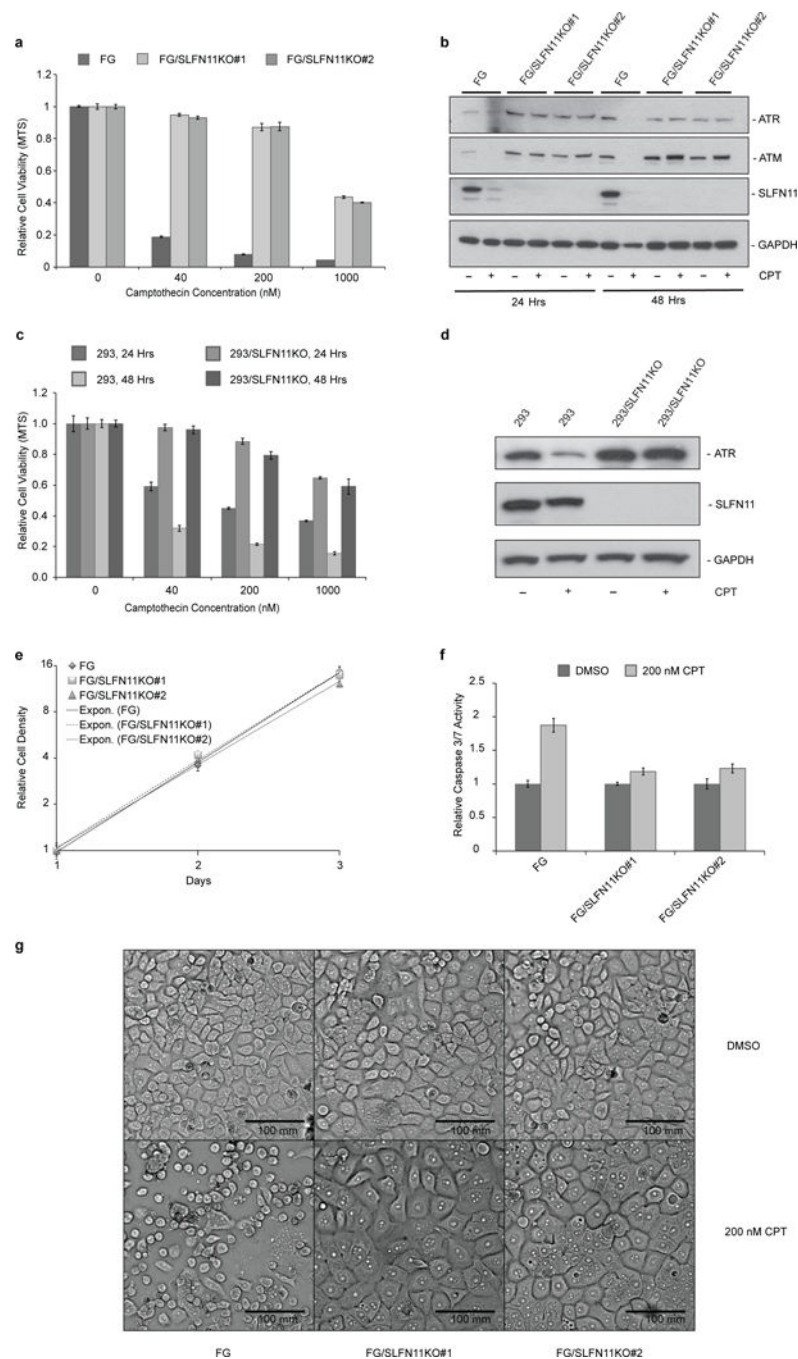 a
FG FG/SLFN11KO#1 FG/SLFN11KO#2
Relative Cell Viability (MTS)
1.2
1
0.8
0.6
0.4
0.2
0
0 40 200 1000
Camptothecin Concentration (nM)
b
FG FG/SLFN11KO#1 FG/SLFN11KO#2 FG FG/SLFN11KO#1 FG/SLFN11KO#2
- ATR
- ATM
- SLFN11
- GAPDH
– + – + – + – + – + – + CPT
24 Hrs 48 Hrs
c
293, 24 Hrs 293/SLFN11KO, 24 Hrs
293, 48 Hrs 293/SLFN11KO, 48 Hrs
Relative Cell Viability (MTS)
1.2
1.0
0.8
0.6
0.4
0.2
0.0
0 40 200 1000
Camptothecin Concentration (nM)
d
293 293 293/SLFN11KO 293/SLFN11KO
- ATR
- SLFN11
- GAPDH
– + – + CPT
e
FG
FG/SLFN11KO#1
FG/SLFN11KO#2
Expon. (FG)
Expon. (FG/SLFN11KO#1)
Expon. (FG/SLFN11KO#2)
Relative Cell Density
16
8
4
2
1
1 2 3
Days
f
DMSO 200 nM CPT
Relative Caspase 3/7 Activity
2.5
2
1.5
1
0.5
0
FG FG/SLFN11KO#1 FG/SLFN11KO#2
g
100 mm 100 mm 100 mm
DMSO
100 mm 100 mm 100 mm
200 nM CPT
FG FG/SLFN11KO#1 FG/SLFN11KO#2